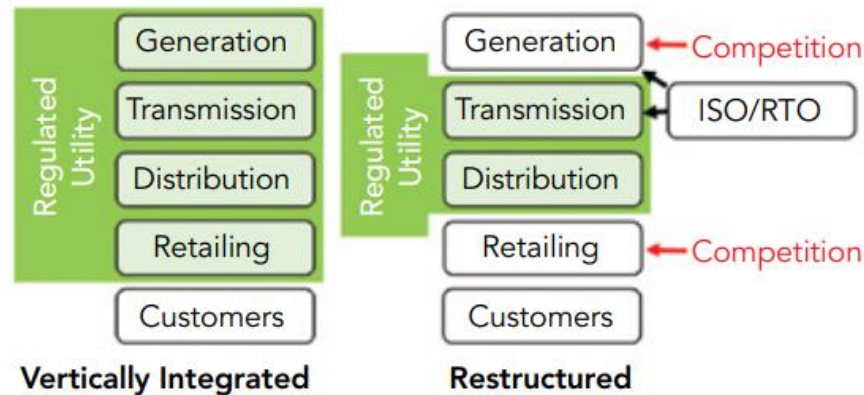 Regulated
Utility
Generation
Transmission
Distribution
Retailing
Customers
Vertically Integrated
Regulated
Utility
Generation
Transmission
Distribution
Retailing
Customers
Restructured
Competition
ISO/RTO
Competition